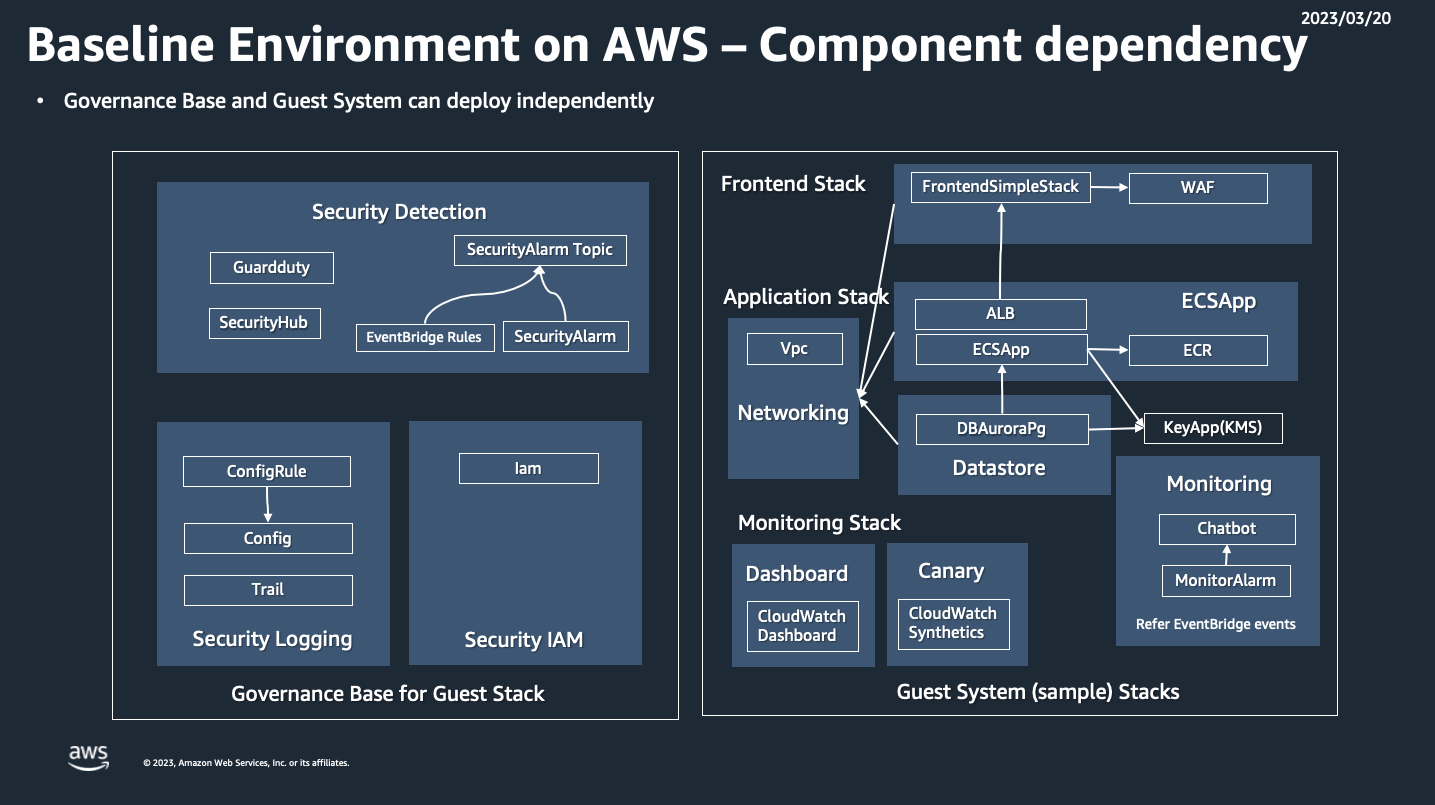 2023/03/20
Baseline Environment on AWS – Component dependency
• Governance Base and Guest System can deploy independently
Security Detection
SecurityAlarm Topic
Guardduty
SecurityHub
EventBridge Rules
SecurityAlarm
ConfigRule
Config
Trail
Security Logging
Iam
Security IAM
Governance Base for Guest Stack
Frontend Stack
FrontendSimpleStack
WAF
Application Stack
ECSApp
ALB
ECSApp
ECR
Vpc
Networking
DBAuroraPg
Datastore
KeyApp(KMS)
Monitoring
Chatbot
MonitorAlarm
Refer EventBridge events
Monitoring Stack
Dashboard
CloudWatch
Dashboard
Canary
CloudWatch
Synthetics
Guest System (sample) Stacks
aws
© 2023, Amazon Web Services, Inc. or its affiliates.